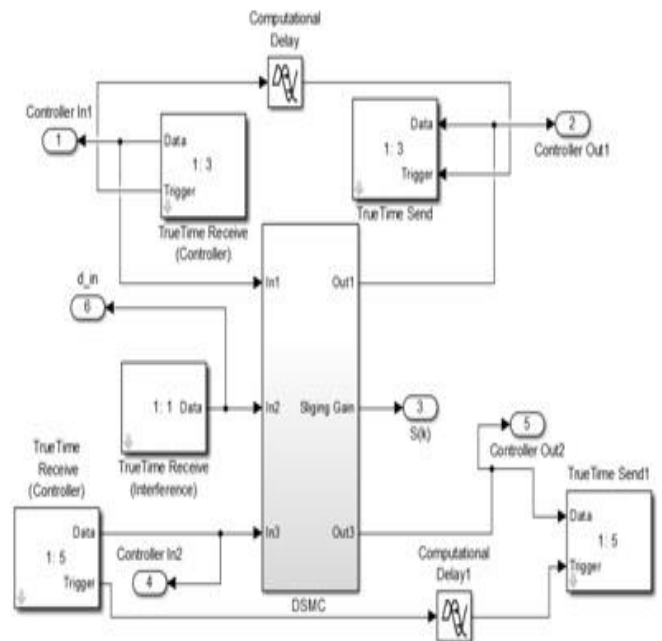 Computational
Delay
Controller In1
1
Data
1: 3
Trigger
TrueTime Receive
(Controller)
Data
1: 3
Trigger
TrueTime Send
2
Controller Out1
d_in
6
In1
Out1
1: 1 Data
TrueTime Receive
(Interference)
In2
Sliging Gain
3
S(k)
5
Controller Out2
TrueTime
Receive
(Controller)
Data
1: 5
Trigger
Controller In2
4
In3
Out3
DSMC
Computational
Delay1
TrueTime Send1
Data
1: 5
Trigger